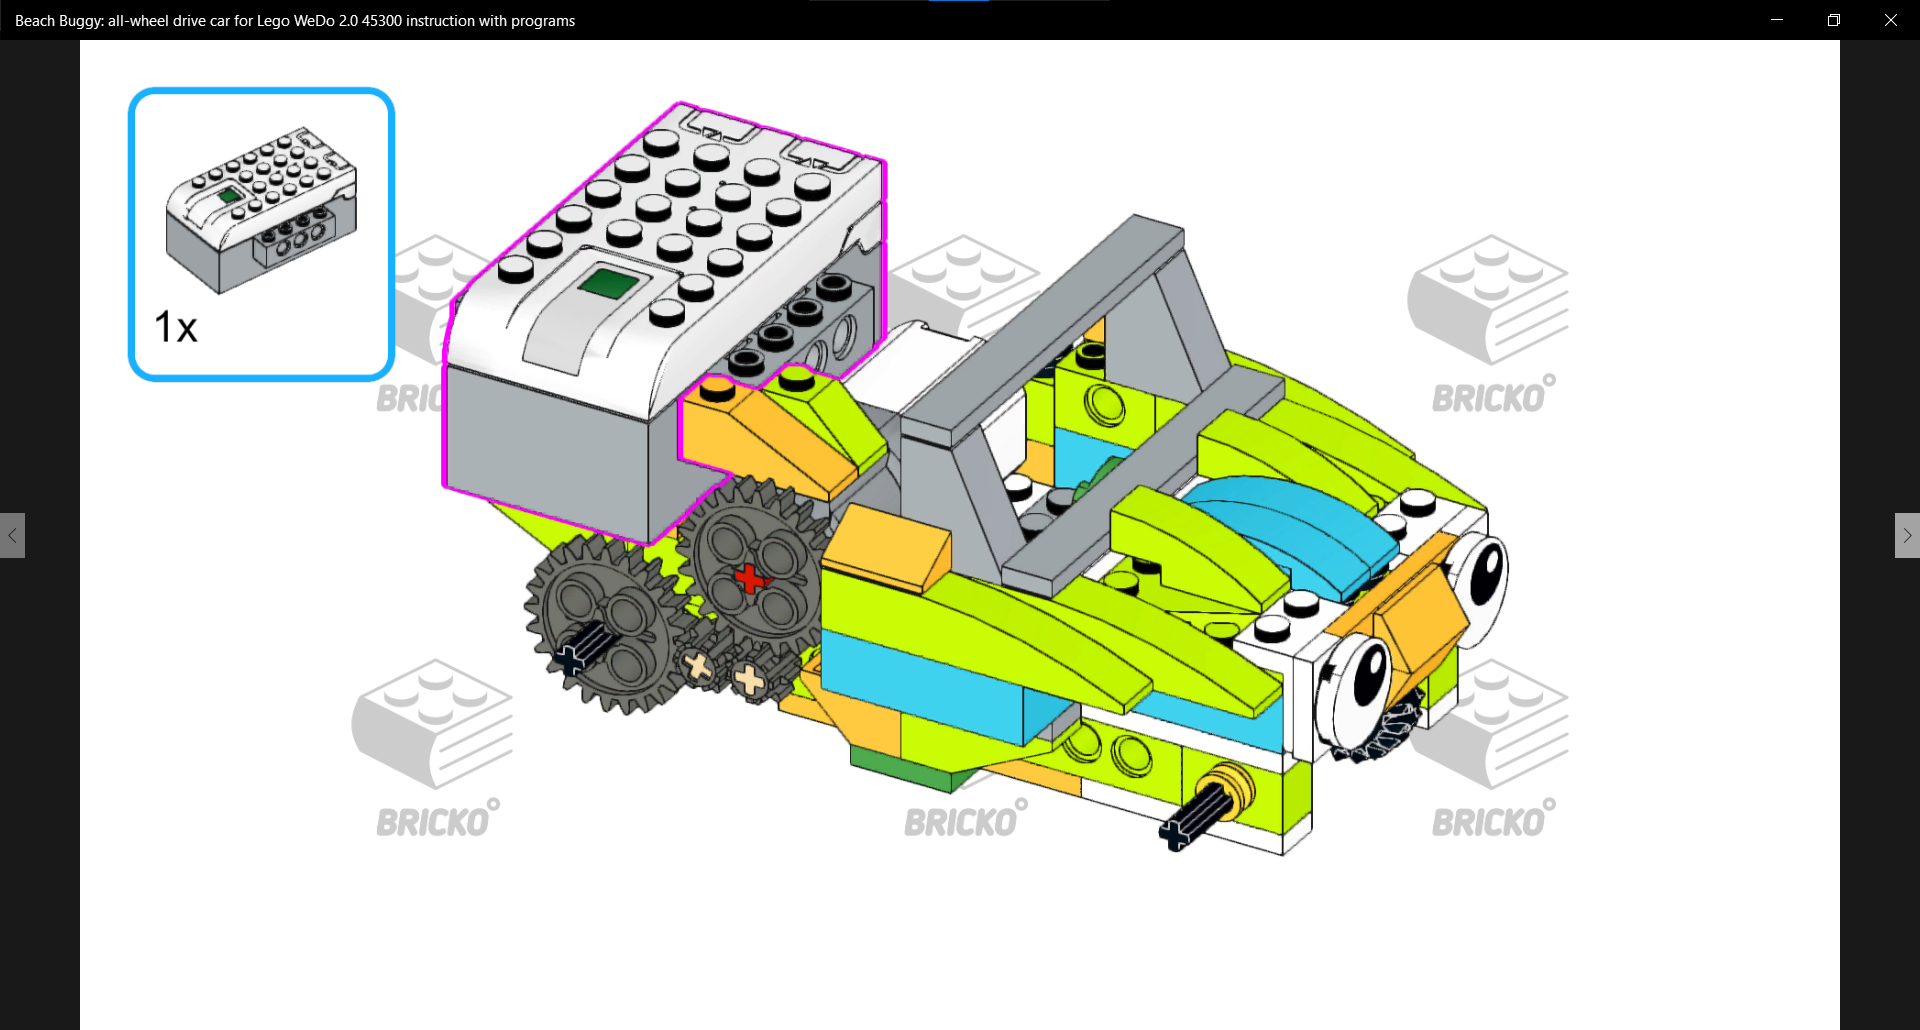 Beach Buggy: all-wheel drive car for Lego WeDo 2.0 45300 instruction with programs
1x
BRIC
BRICKO°
BRICKO°
BRICKO°
BRICKO°